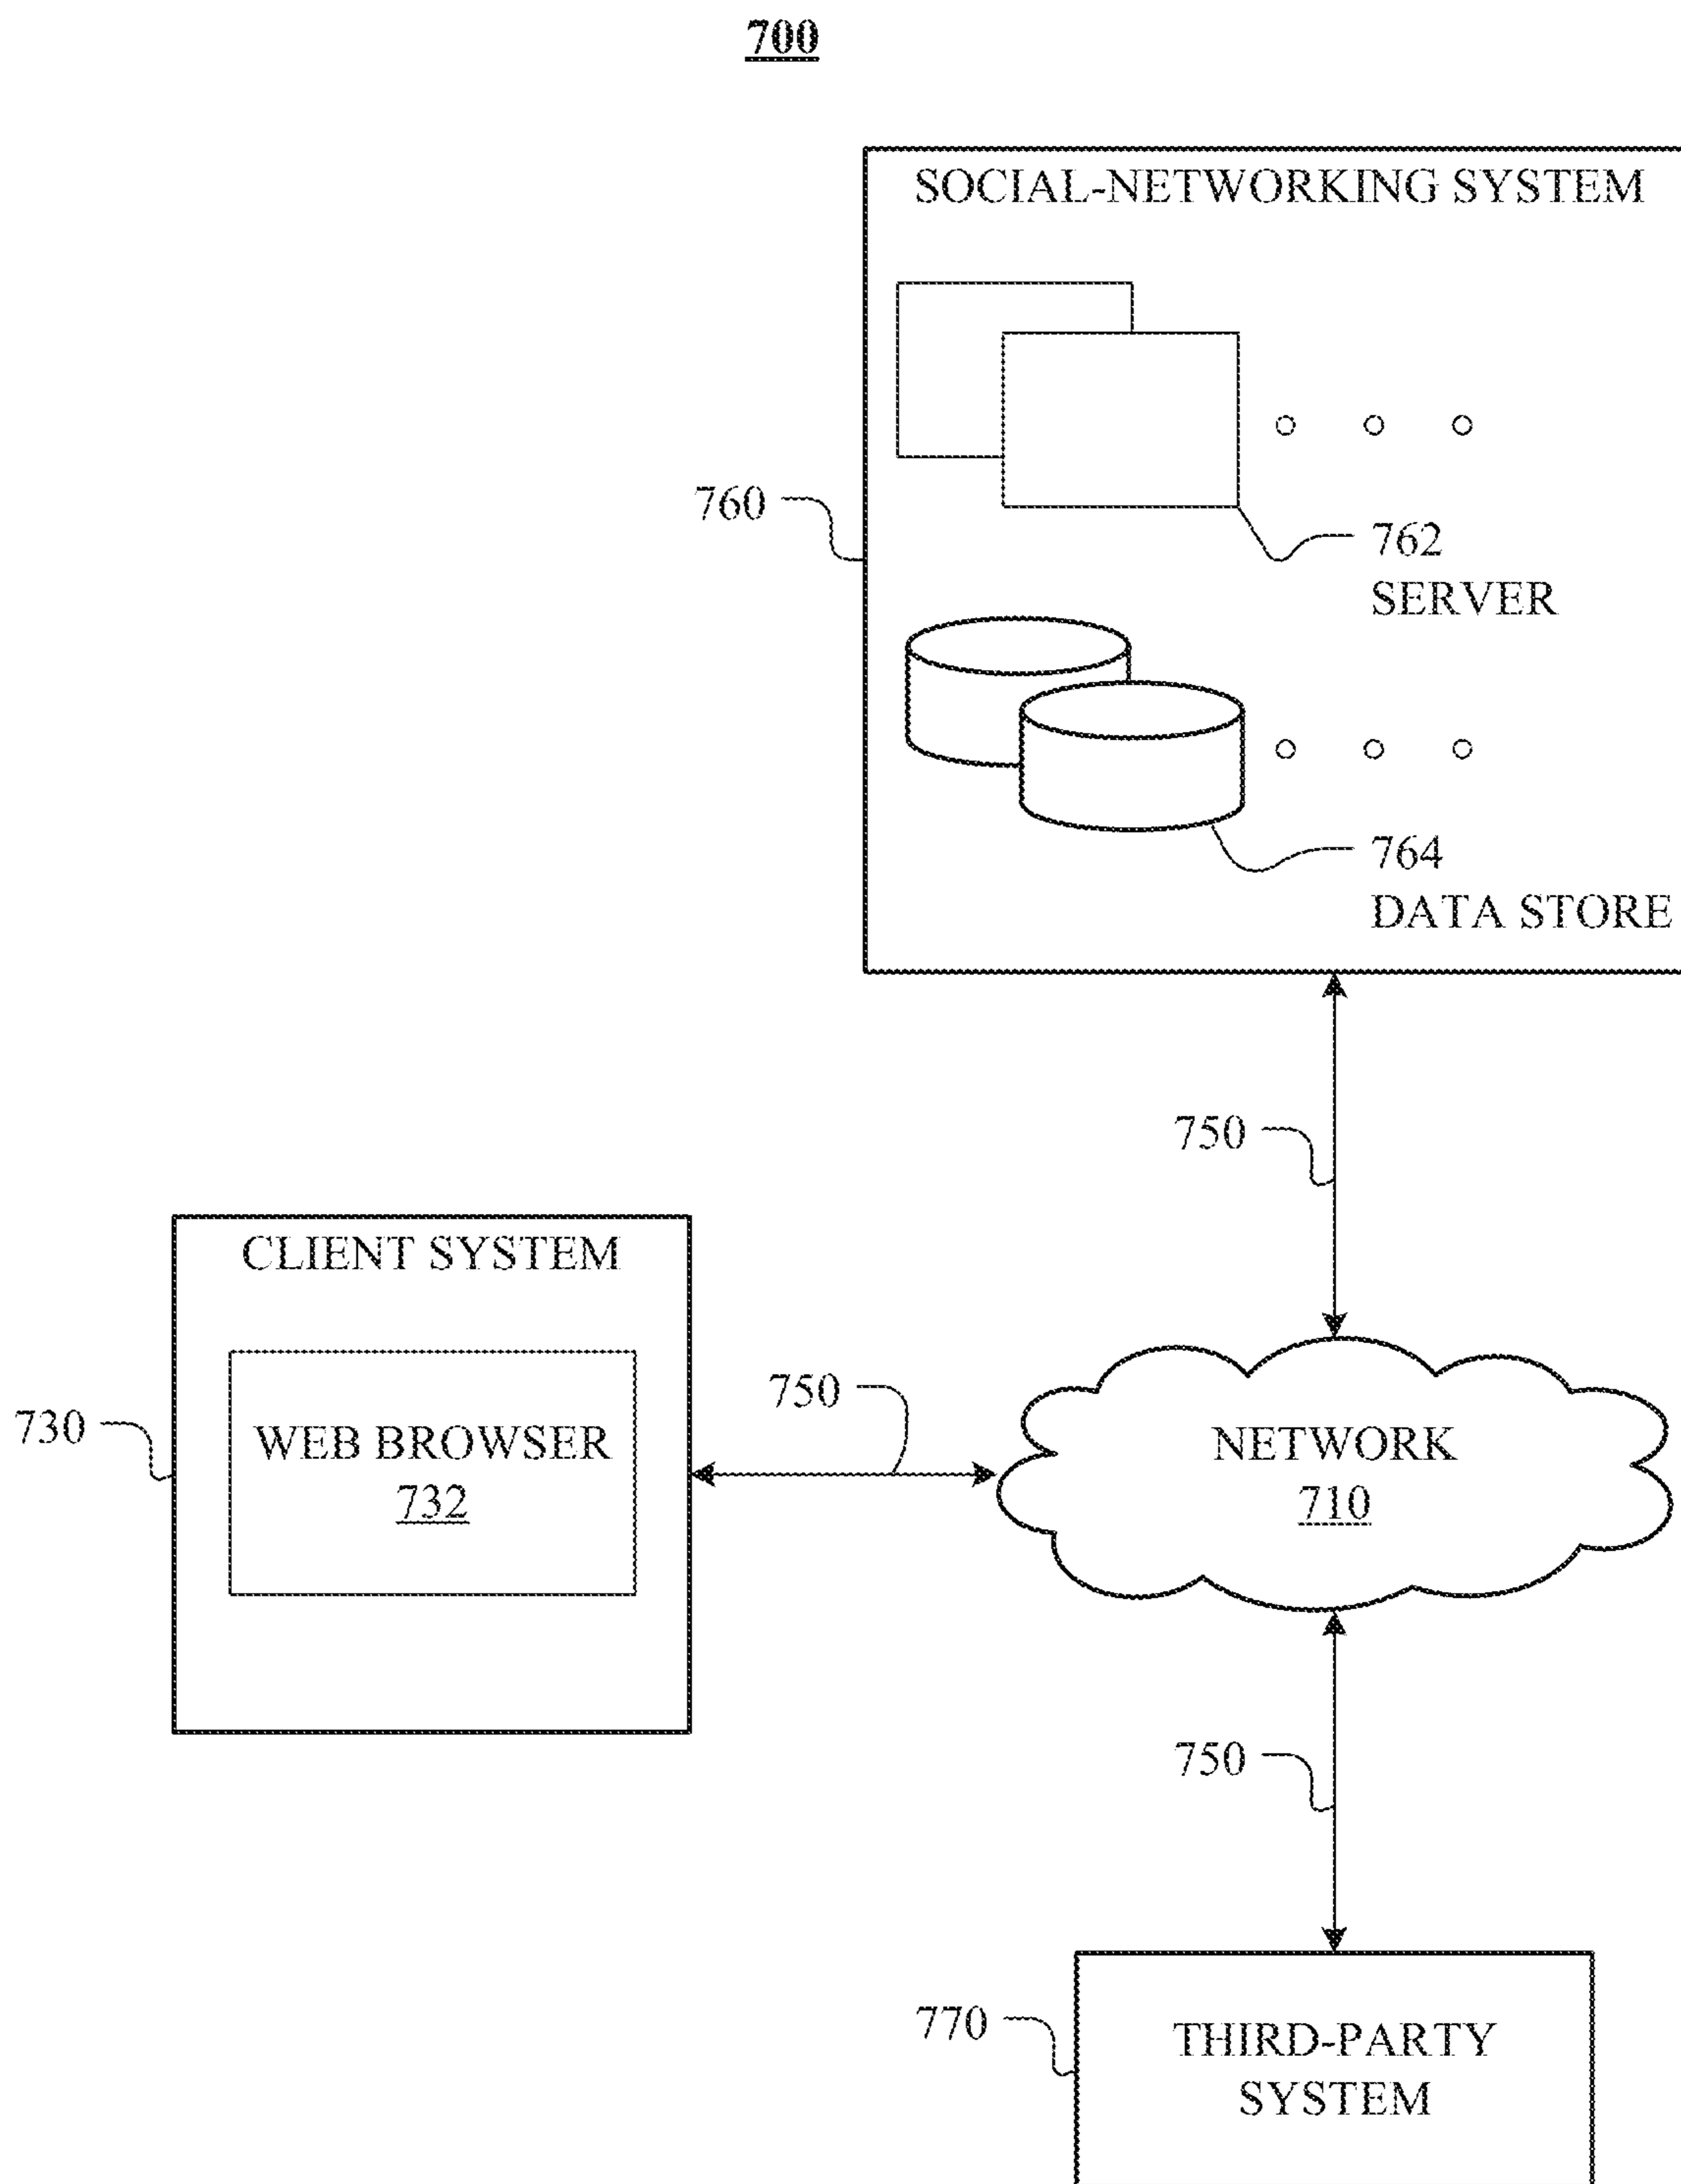 700
SOCIAL-NETWORKING SYSTEM
760
762
SERVER
764
DATA STORE
750
CLIENT SYSTEM
730
WEB BROWSER
732
750
NETWORK
710
750
770
THIRD-PARTY
SYSTEM